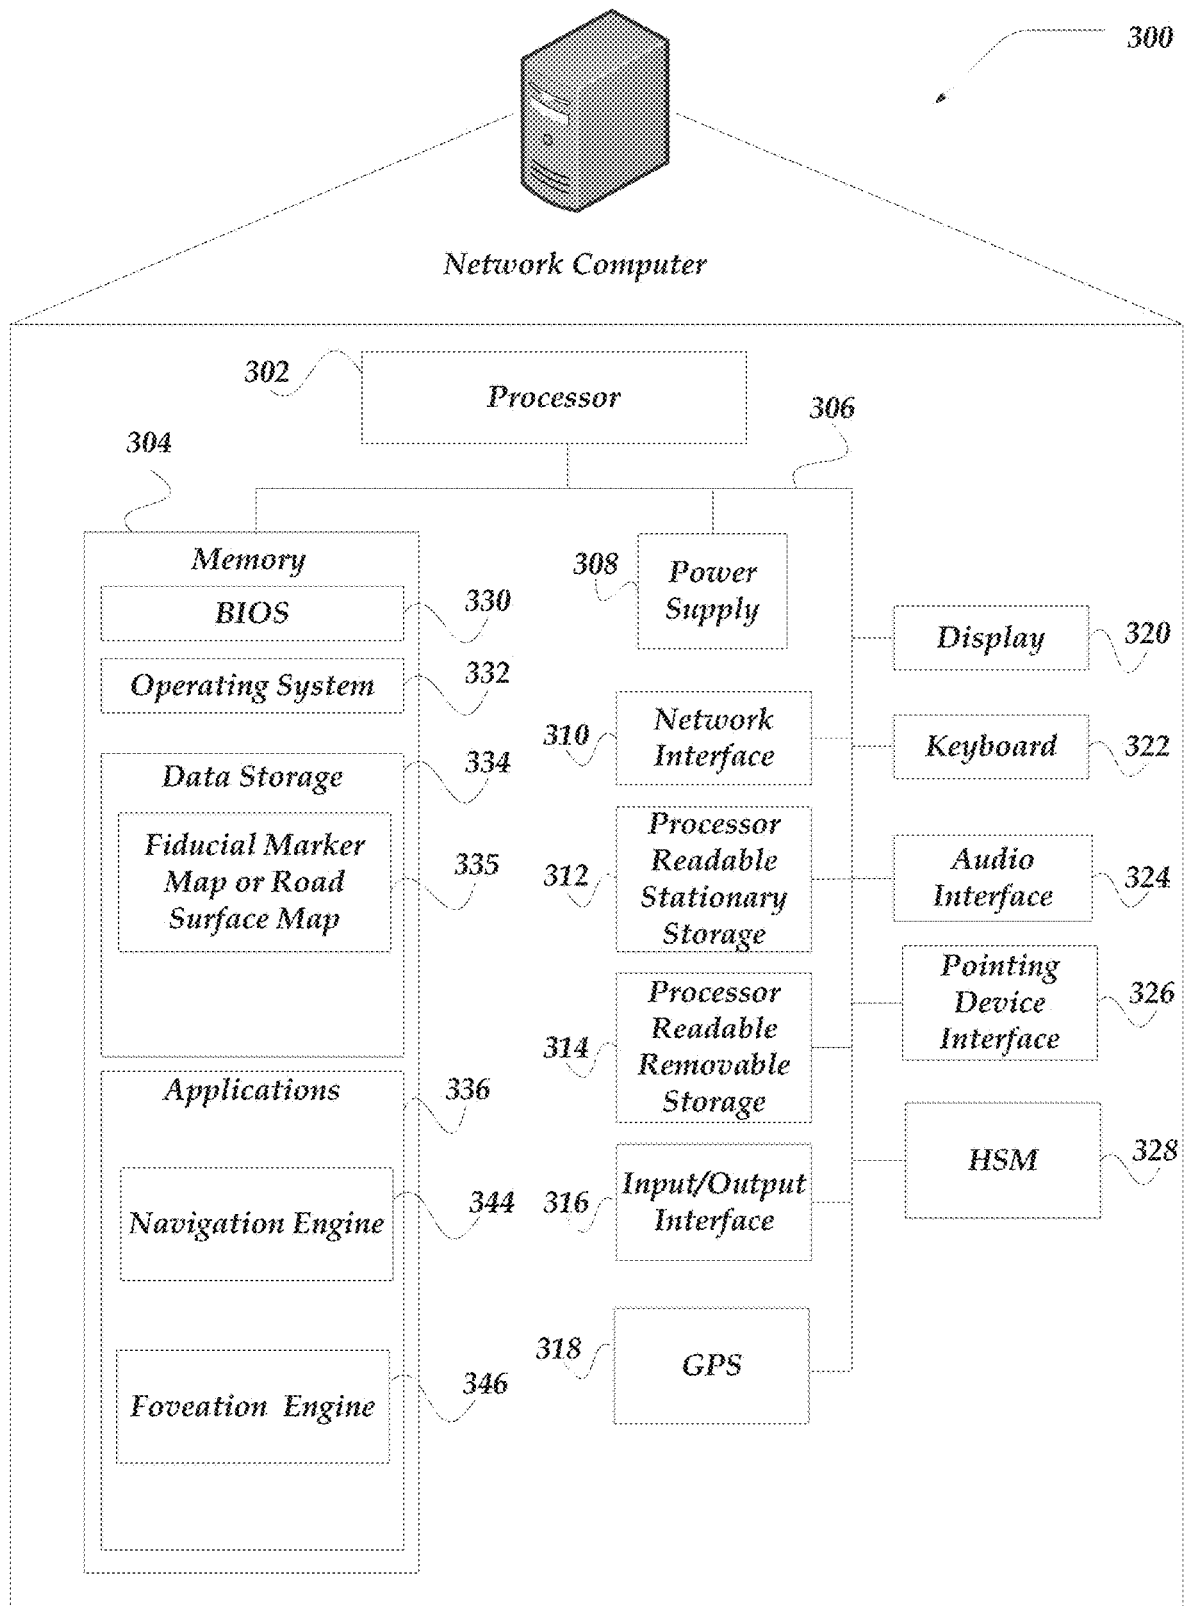 300
Network Computer
302
Processor
306
304
Memory
308
Power
Supply
BIOS
330
Display
320
Operating System
332
310
Network
Interface
Keyboard
322
Data Storage
334
Fiducial Marker
Map or Road
Surface Map
335
312
Processor
Readable
Stationary
Storage
Audio
Interface
324
Pointing
Device
Interface
326
314
Processor
Readable
Removable
Storage
Applications
336
HSM
328
Navigation Engine
344
316
Input/Output
Interface
318
GPS
Foveation Engine
346